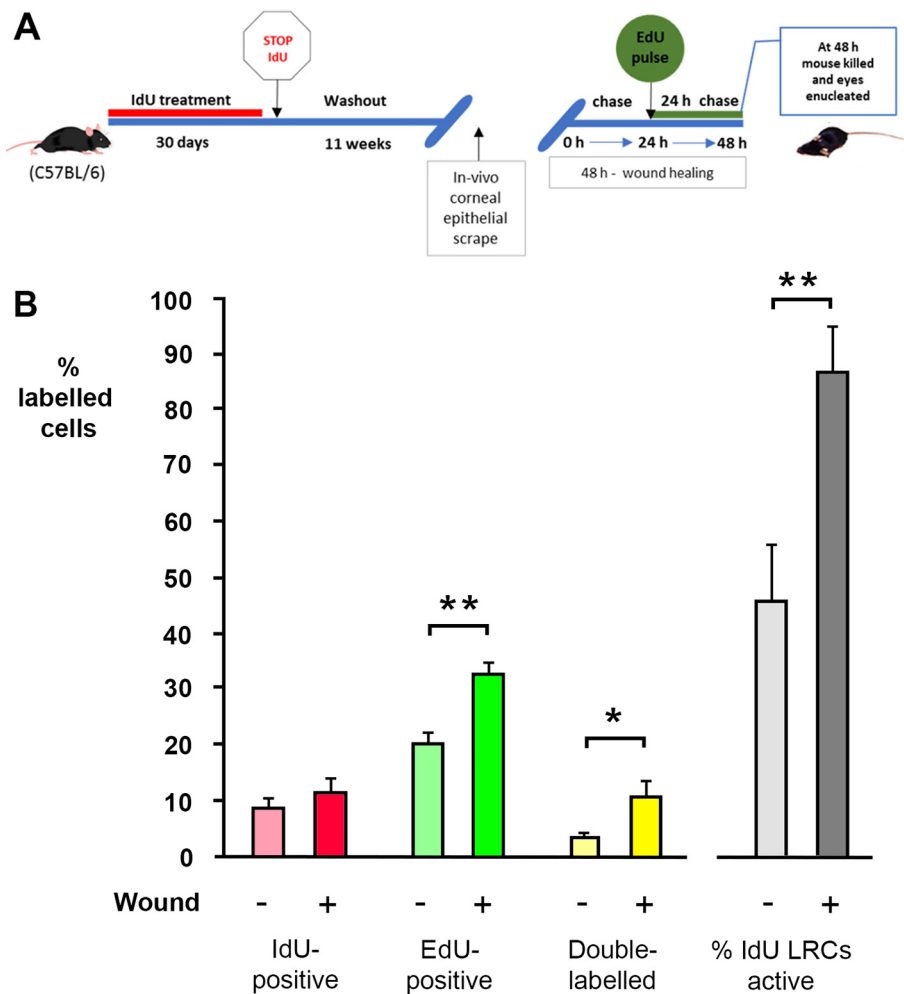 A
STOP
IdU
EdU
pulse
At 48 h
mouse killed
and eyes
enucleated
IdU treatment
Washout
chase
24 h chase
30 days
11 weeks
0 h
24 h
48 h
(C57BL/6)
In-vivo
corneal
epithelial
scrape
48 h - wound healing
B
%
labelled
cells
100
90
80
70
60
50
40
30
20
10
0
**
*
**
Wound
- + - + - + - +
IdU-
positive
EdU-
positive
Double-
labelled
% IdU LRCs
active